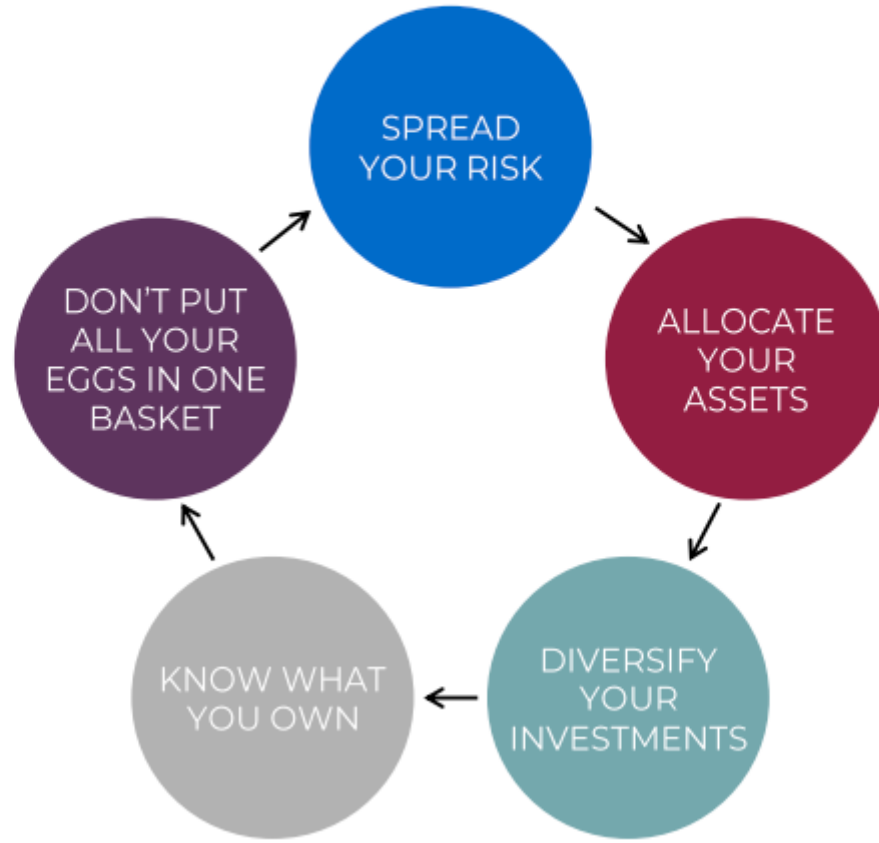 SPREAD
YOUR RISK
ALLOCATE
YOUR
ASSETS
DIVERSIFY
YOUR
INVESTMENTS
KNOW WHAT
YOU OWN
DON'T PUT
ALL YOUR
EGGS IN ONE
BASKET